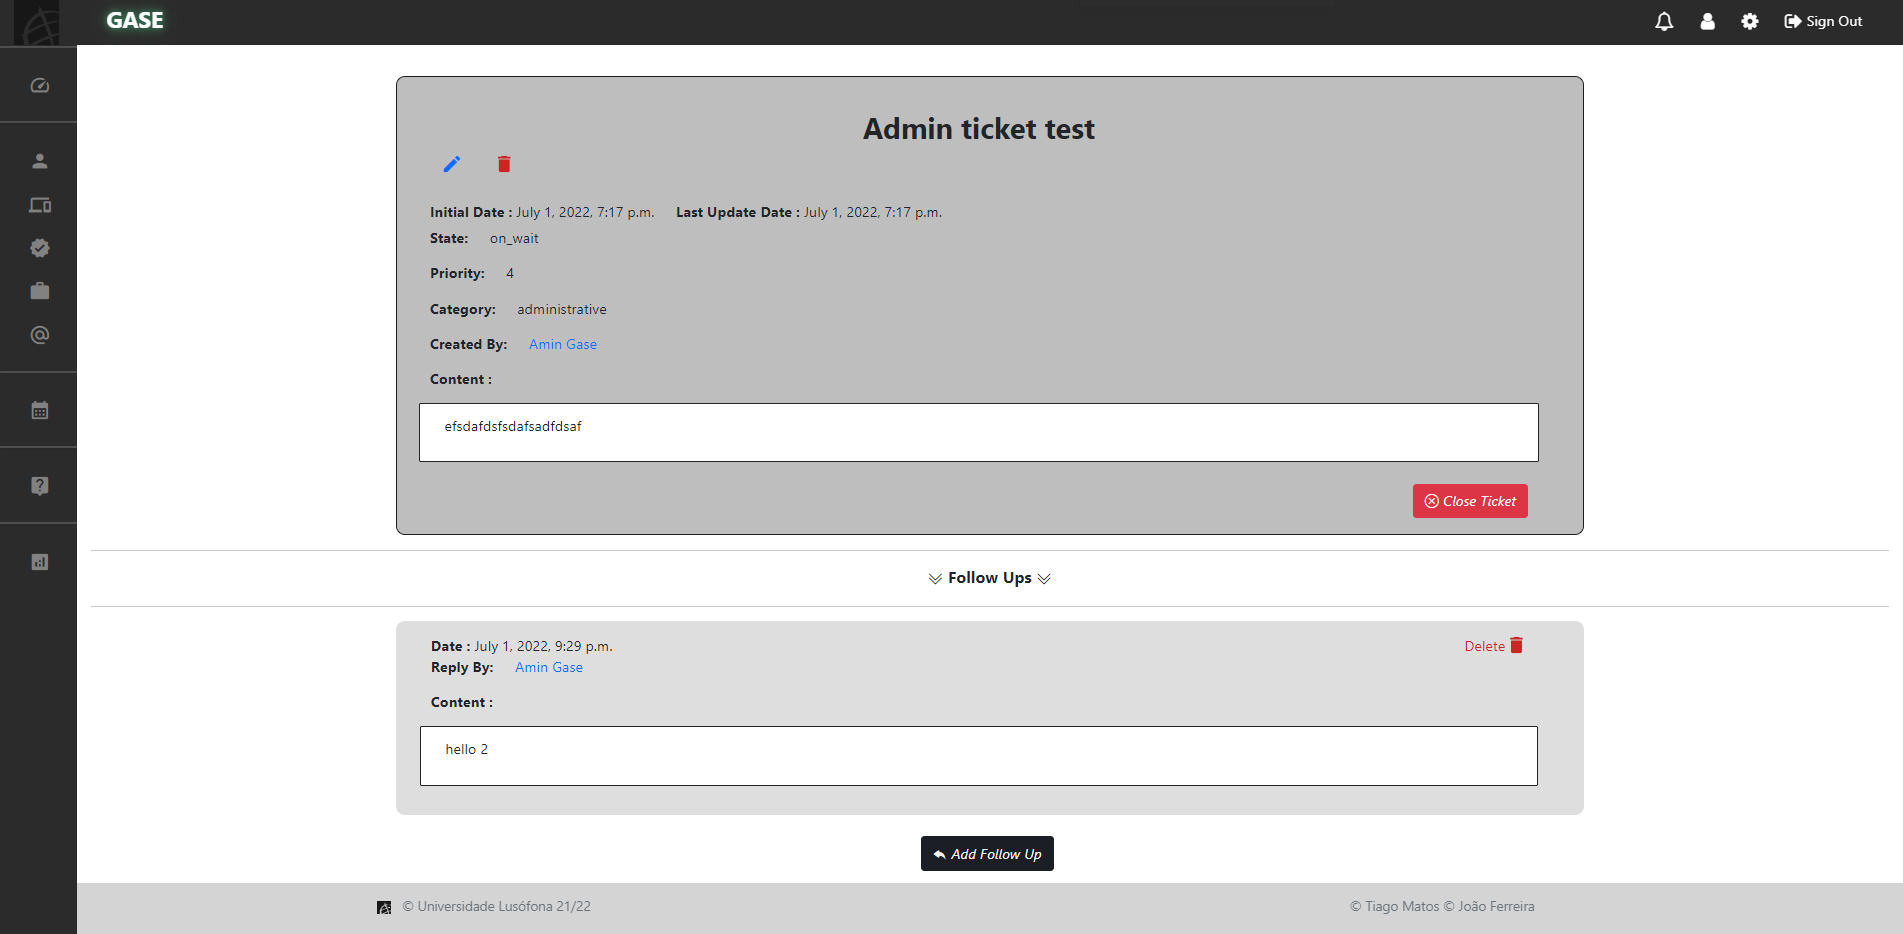 GASE
Sign Out
Admin ticket test
Initial Date : July 1, 2022, 7:17 p.m. Last Update Date : July 1, 2022, 7:17 p.m.
State: on_wait
Priority: 4
Category: administrative
Created By: Amin Gase
Content :
efsdafdsfsdafsadfdsaf
Close Ticket
Follow Ups
Date : July 1, 2022, 9:29 p.m. Delete
Reply By: Amin Gase
Content :
hello 2
Add Follow Up
© Universidade Lusófona 21/22 © Tiago Matos © João Ferreira